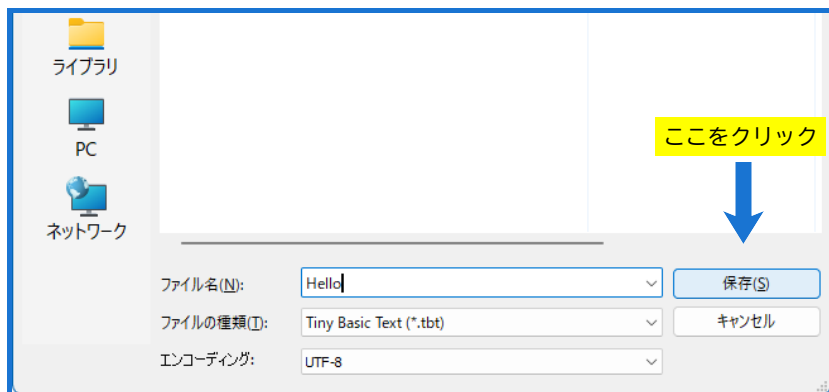 ライブラリ
PC
ネットワーク
ここをクリック
ファイル名(N):
Hello
保存(S)
ファイルの種類(T):
Tiny Basic Text (*.tbt)
キャンセル
エンコーディング:
UTF-8